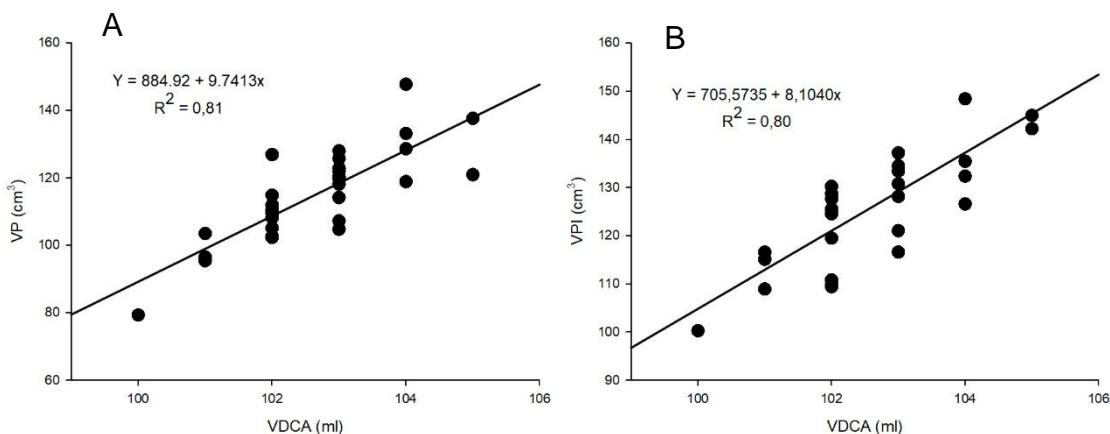 A
160
140
120
100
80
60
VP (cm³)
Y = 884.92 + 9.7413x
R² = 0,81
100
102
104
106
VDCA (ml)
B
160
150
140
130
120
110
100
90
VPI (cm³)
Y = 705,5735 + 8,1040x
R² = 0,80
100
102
104
106
VDCA (ml)